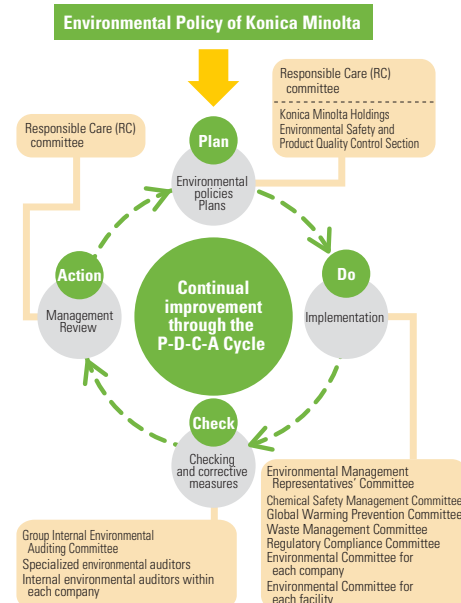 Environmental Policy of Konica Minolta
Responsible Care (RC)
committee
Konica Minolta Holdings
Environmental Safety and
Product Quality Control Section
Responsible Care (RC)
committee
Plan
Environmental
policies
Plans
Action
Management
Review
Continual
improvement
through the
P-D-C-A Cycle
Do
Implementation
Check
Checking
and corrective
measures
Environmental Management
Representatives' Committee
Chemical Safety Management Committee
Global Warming Prevention Committee
Waste Management Committee
Regulatory Compliance Committee
Environmental Committee for
each company
Environmental Committee for
each facility
Group Internal Environmental
Auditing Committee
Specialized environmental auditors
Internal environmental auditors within
each company